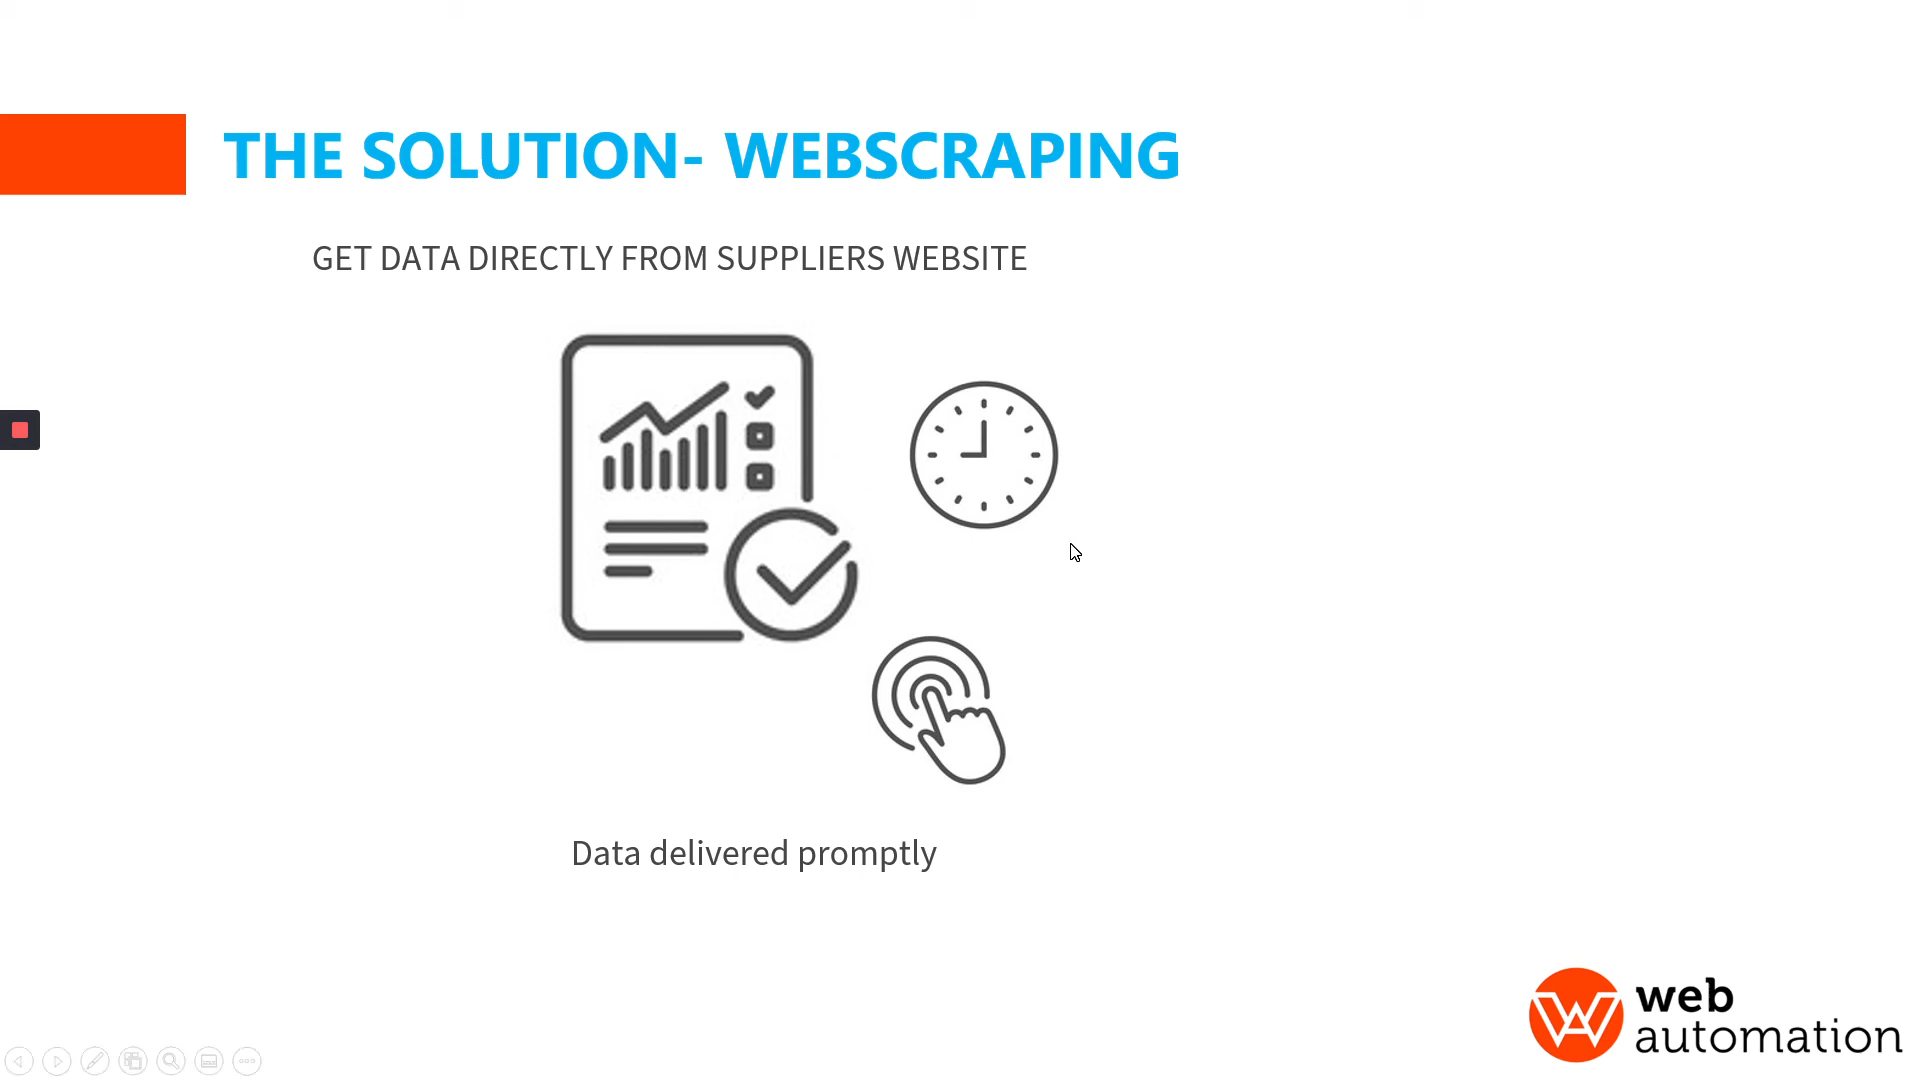 THE SOLUTION- WEBSCRAPING
GET DATA DIRECTLY FROM SUPPLIERS WEBSITE
Data delivered promptly
web
automation